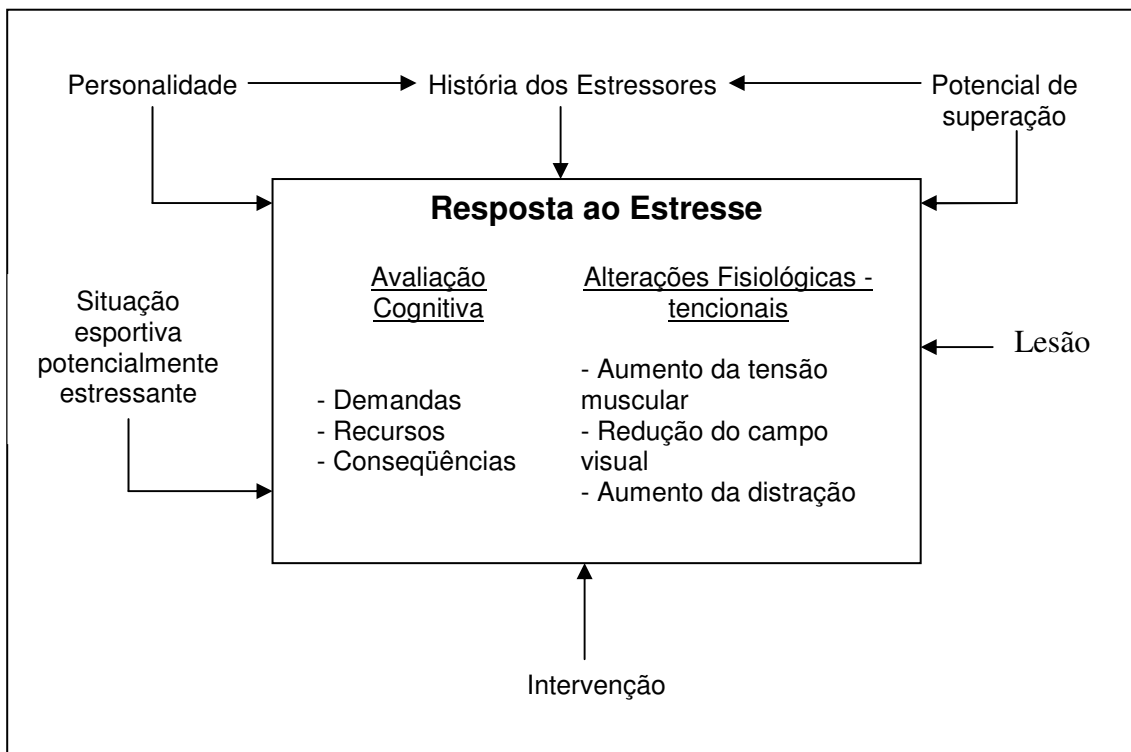 Personalidade
História dos Estressores
Potencial de
superação
Resposta ao Estresse
Avaliação
Cognitiva
Alterações Fisiológicas -
tencionais
Situação
esportiva
potencialmente
estressante
- Demandas
- Recursos
- Conseqüências
- Aumento da tensão
muscular
- Redução do campo
visual
- Aumento da distração
Lesão
Intervenção